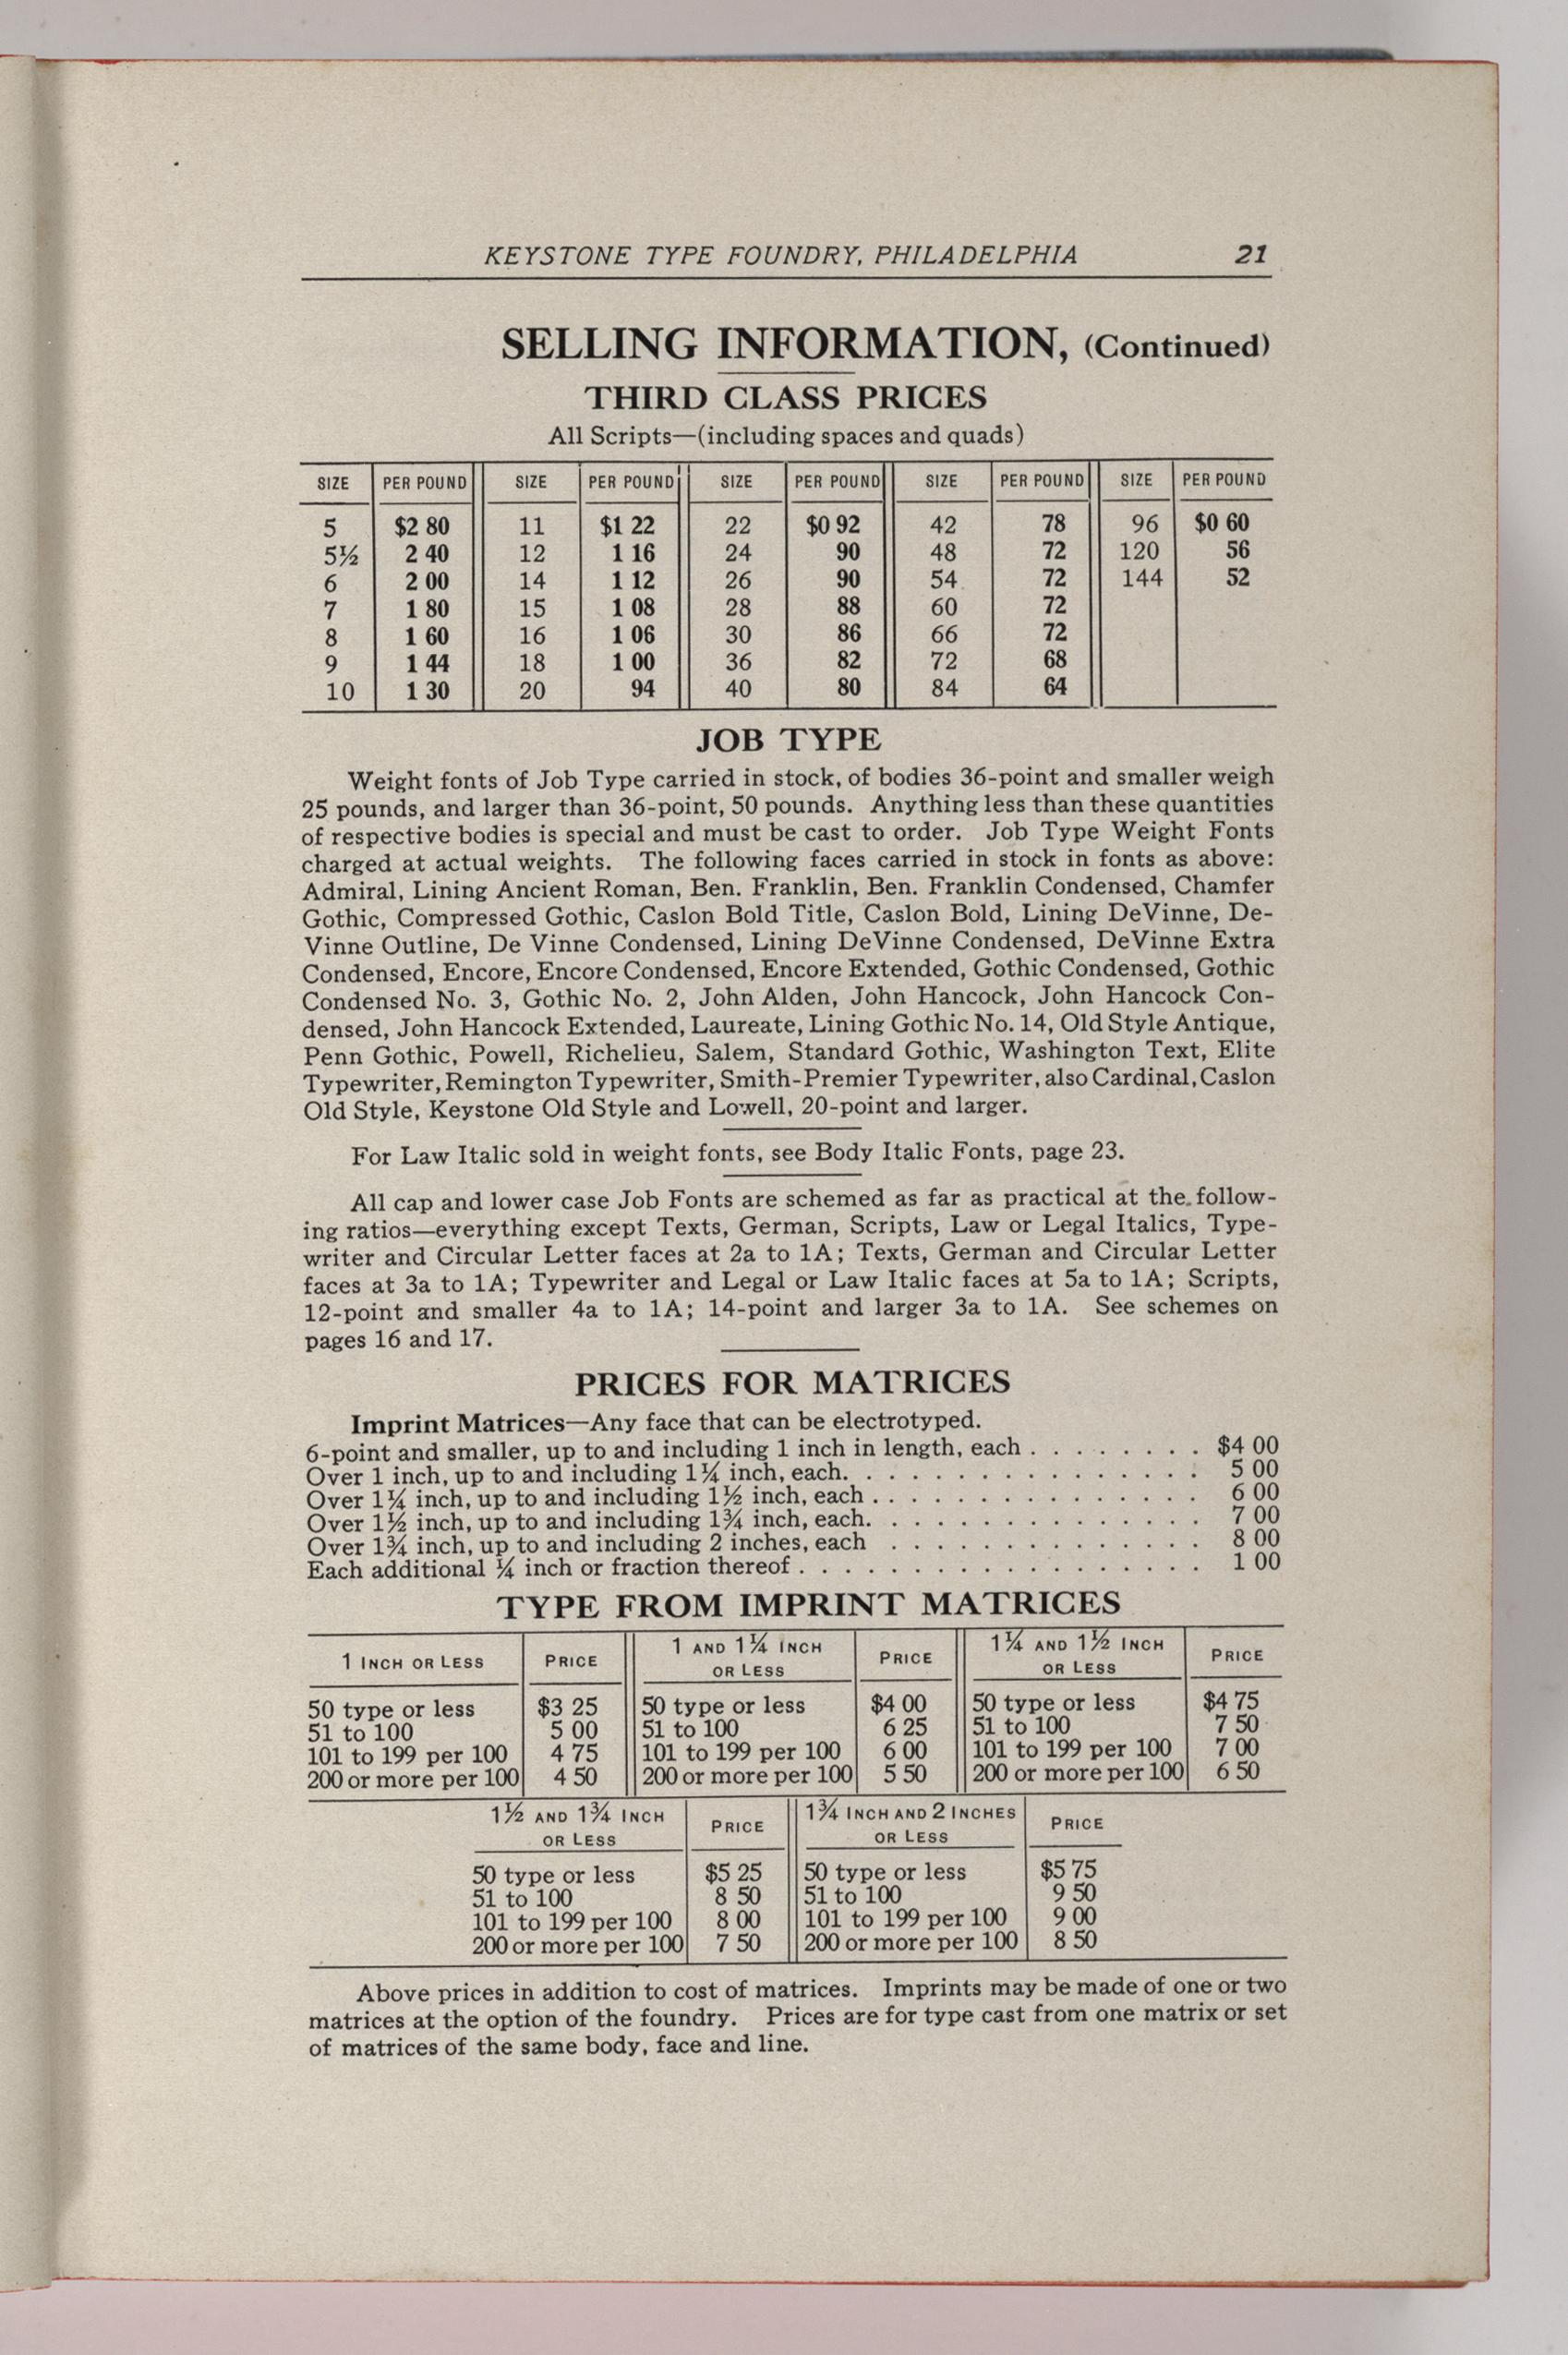 KEYSTONE TYPE FOUNDRY, PHILADELPHIA 21
SELLING INFORMATION, (Continued)
THIRD CLASS PRICES
All Scripts—(including spaces and quads)
SIZE PER POUND SIZE PER POUND SIZE PER POUND SIZE PER POUND SIZE PER POUND
5 $2 80 11 $1 22 22 $0 92 42 78 96 $0 60
5½ 2 40 12 1 16 24 90 48 72 120 56
6 2 00 14 1 12 26 90 54 72 144 52
7 1 80 15 1 08 28 88 60 72
8 1 60 16 1 06 30 86 66 72
9 1 44 18 1 00 36 82 72 68
10 1 30 20 94 40 80 84 64
JOB TYPE
Weight fonts of Job Type carried in stock, of bodies 36-point and smaller weigh
25 pounds, and larger than 36-point, 50 pounds. Anything less than these quantities
of respective bodies is special and must be cast to order. Job Type Weight Fonts
charged at actual weights. The following faces carried in stock in fonts as above:
Admiral, Lining Ancient Roman, Ben. Franklin, Ben. Franklin Condensed, Chamfer
Gothic, Compressed Gothic, Caslon Bold Title, Caslon Bold, Lining DeVinne, De-
Vinne Outline, De Vinne Condensed, Lining DeVinne Condensed, DeVinne Extra
Condensed, Encore, Encore Condensed, Encore Extended, Gothic Condensed, Gothic
Condensed No. 3, Gothic No. 2, John Alden, John Hancock, John Hancock Con-
densed, John Hancock Extended, Laureate, Lining Gothic No. 14, Old Style Antique,
Penn Gothic, Powell, Richelieu, Salem, Standard Gothic, Washington Text, Elite
Typewriter, Remington Typewriter, Smith-Premier Typewriter, also Cardinal, Caslon
Old Style, Keystone Old Style and Lowell, 20-point and larger.
For Law Italic sold in weight fonts, see Body Italic Fonts, page 23.
All cap and lower case Job Fonts are schemed as far as practical at the follow-
ing ratios—everything except Texts, German, Scripts, Law or Legal Italics, Type-
writer and Circular Letter faces at 2a to 1A; Texts, German and Circular Letter
faces at 3a to 1A; Typewriter and Legal or Law Italic faces at 5a to 1A; Scripts,
12-point and smaller 4a to 1A; 14-point and larger 3a to 1A. See schemes on
pages 16 and 17.
PRICES FOR MATRICES
Imprint Matrices—Any face that can be electrotyped.
6-point and smaller, up to and including 1 inch in length, each . . . . . . . . $4 00
Over 1 inch, up to and including 1¼ inch, each. . . . . . . . . . . . . . . . 5 00
Over 1¼ inch, up to and including 1½ inch, each . . . . . . . . . . . . . . . 6 00
Over 1½ inch, up to and including 1¾ inch, each. . . . . . . . . . . . . . . 7 00
Over 1¾ inch, up to and including 2 inches, each . . . . . . . . . . . . . . 8 00
Each additional ¼ inch or fraction thereof . . . . . . . . . . . . . . . . . . 1 00
TYPE FROM IMPRINT MATRICES
1 INCH OR LESS PRICE 1 AND 1¼ INCH OR LESS PRICE 1¼ AND 1½ INCH OR LESS PRICE
50 type or less $3 25 50 type or less $4 00 50 type or less $4 75
51 to 100 5 00 51 to 100 6 25 51 to 100 7 50
101 to 199 per 100 4 75 101 to 199 per 100 6 00 101 to 199 per 100 7 00
200 or more per 100 4 50 200 or more per 100 5 50 200 or more per 100 6 50
1½ AND 1¾ INCH OR LESS PRICE 1¾ INCH AND 2 INCHES OR LESS PRICE
50 type or less $5 25 50 type or less $5 75
51 to 100 8 50 51 to 100 9 50
101 to 199 per 100 8 00 101 to 199 per 100 9 00
200 or more per 100 7 50 200 or more per 100 8 50
Above prices in addition to cost of matrices. Imprints may be made of one or two
matrices at the option of the foundry. Prices are for type cast from one matrix or set
of matrices of the same body, face and line.